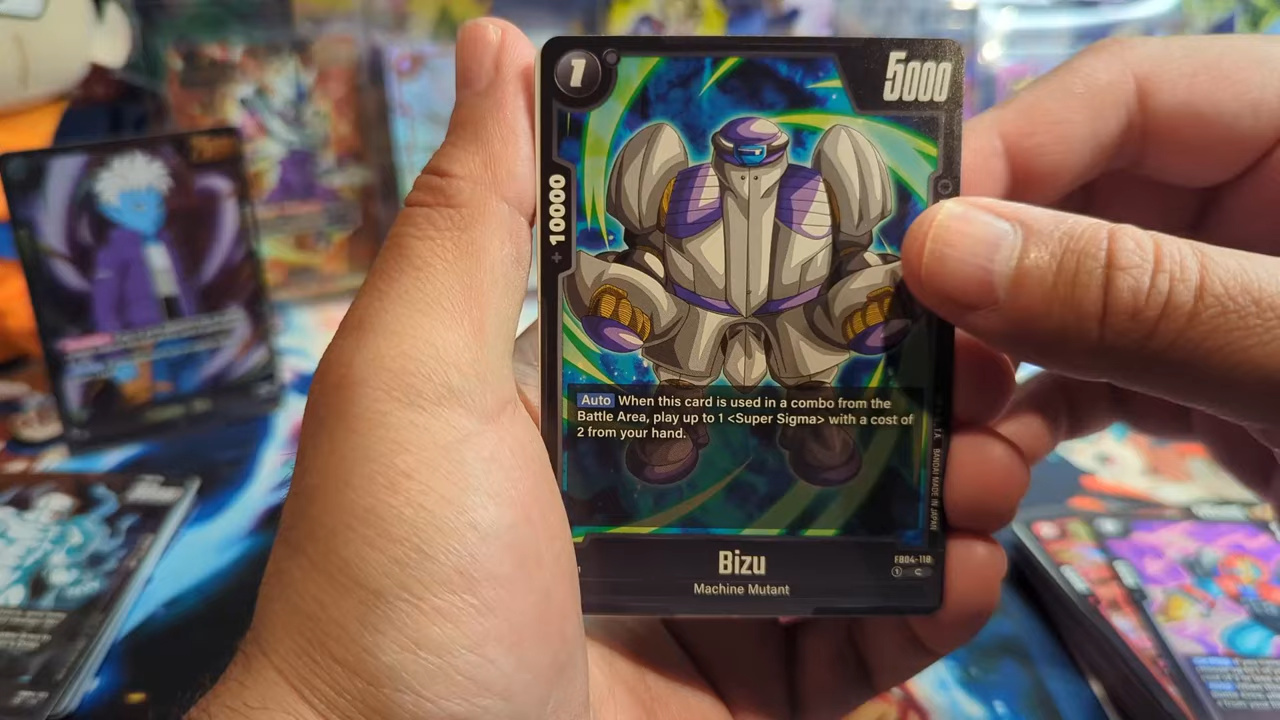 1
5000
+ 10000
Auto When this card is used in a combo from the
Battle Area, play up to 1 <Super Sigma> with a cost of
2 from your hand.
BANDAI MADE IN JAPAN
Bizu
FB04-118
1 C
Machine Mutant